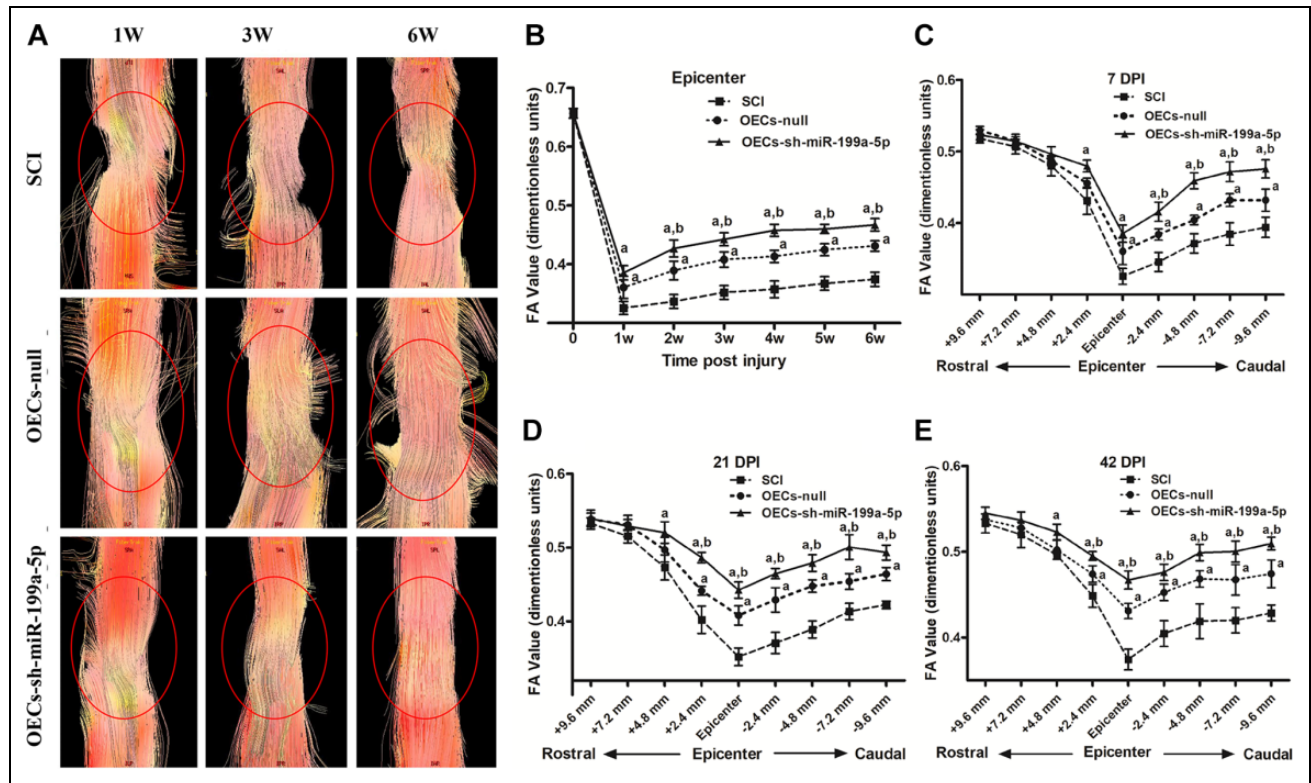 A
1W
3W
6W
SCI
OECs-null
OECs-sh-miR-199a-5p
B
Epicenter
SCI
OECs-null
OECs-sh-miR-199a-5p
FA Value (dimentionless units)
0.7
0.6
0.5
0.4
a
a
a,b
a
a,b
a
a,b
a
a,b
a
a,b
a
0
1w
2w
3w
4w
5w
6w
Time post injury
C
7 DPI
SCI
OECs-null
OECs-sh-miR-199a-5p
FA Value (dimentionless units)
0.6
0.5
0.4
a
a
a
a,b
a
a,b
a
a,b
a
a,b
a
+9.6 mm
+7.2 mm
+4.8 mm
+2.4 mm
Epicenter
-2.4 mm
-4.8 mm
-7.2 mm
-9.6 mm
Rostral
Epicenter
Caudal
D
21 DPI
SCI
OECs-null
OECs-sh-miR-199a-5p
FA Value (dimentionless units)
0.6
0.5
0.4
a
a,b
a
a,b
a
a,b
a
a,b
a
a,b
a
a,b
a
+9.6 mm
+7.2 mm
+4.8 mm
+2.4 mm
Epicenter
-2.4 mm
-4.8 mm
-7.2 mm
-9.6 mm
Rostral
Epicenter
Caudal
E
42 DPI
SCI
OECs-null
OECs-sh-miR-199a-5p
FA Value (dimentionless units)
0.6
0.5
0.4
a
a,b
a
a,b
a
a,b
a
a,b
a
a,b
a
a,b
a
+9.6 mm
+7.2 mm
+4.8 mm
+2.4 mm
Epicenter
-2.4 mm
-4.8 mm
-7.2 mm
-9.6 mm
Rostral
Epicenter
Caudal